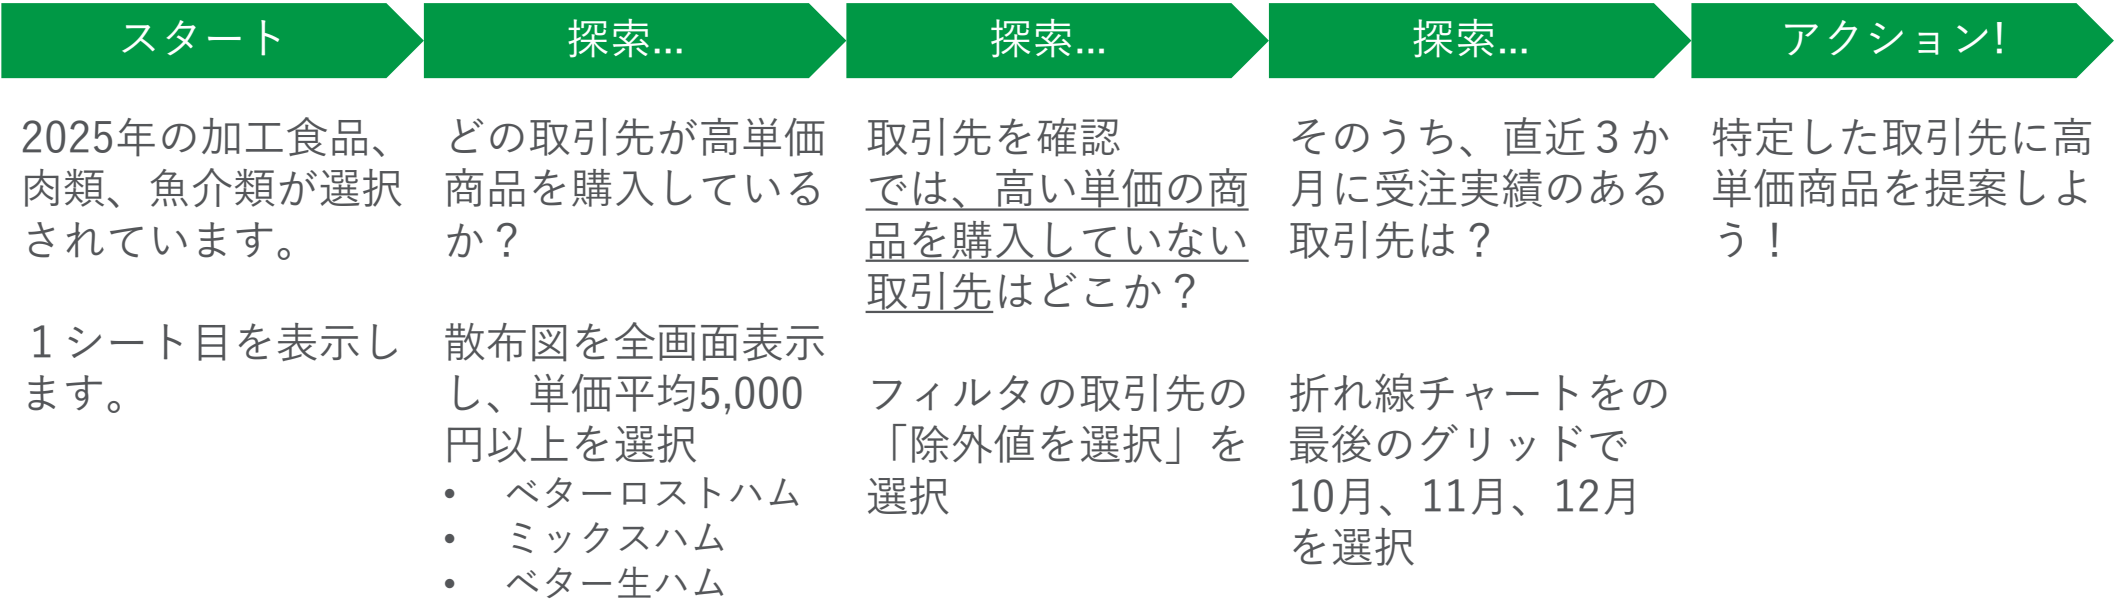 スタート
探索...
探索...
探索...
アクション!
2025年の加工食品、
肉類、魚介類が選択
されています。
１シート目を表示し
ます。
どの取引先が高単価
商品を購入している
か？
散布図を全画面表示
し、単価平均5,000
円以上を選択
• ベターロストハム
• ミックスハム
• ベター生ハム
取引先を確認
では、高い単価の商
品を購入していない
取引先はどこか？
フィルタの取引先の
「除外値を選択」を
選択
そのうち、直近３か
月に受注実績のある
取引先は？
折れ線チャートをの
最後のグリッドで
10月、11月、12月
を選択
特定した取引先に高
単価商品を提案しよ
う！